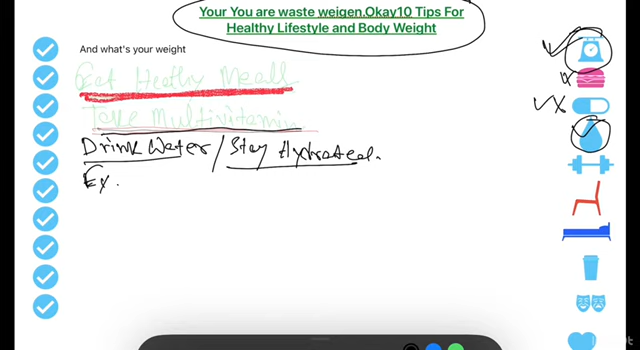 Your You are waste weigen.Okay10 Tips For
Healthy Lifestyle and Body Weight
And what's your weight
Eat Healthy Meall
Take Multivitamin
Drink Water / Stay Hydrated.
Ex.